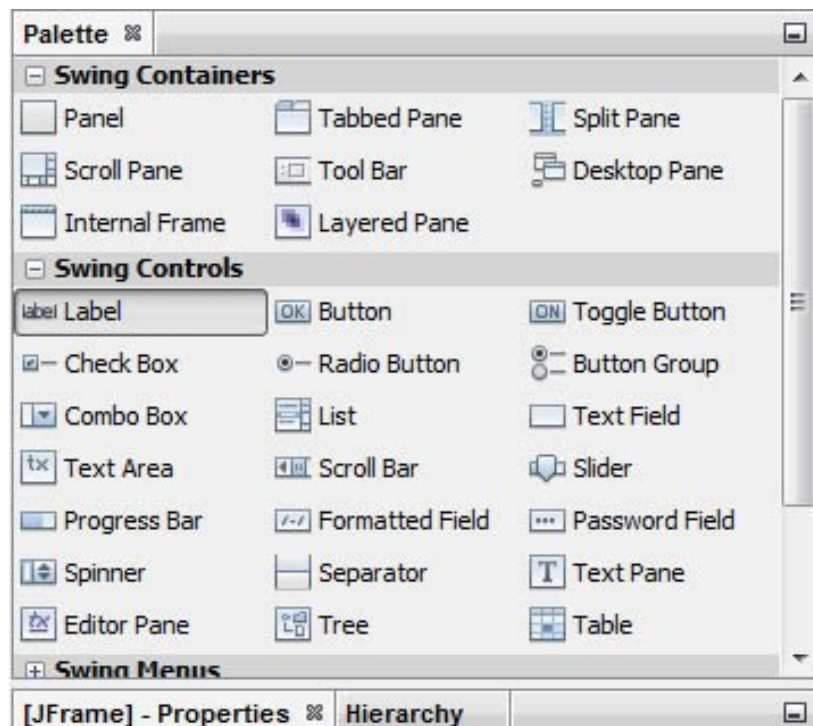 Palette
Swing Containers
Panel Tabbed Pane Split Pane
Scroll Pane Tool Bar Desktop Pane
Internal Frame Layered Pane
Swing Controls
label Label OK Button ON Toggle Button
Check Box Radio Button Button Group
Combo Box List Text Field
tx Text Area Scroll Bar Slider
Progress Bar Formatted Field Password Field
Spinner Separator T Text Pane
tx Editor Pane Tree Table
Swing Menus
[JFrame] - Properties Hierarchy